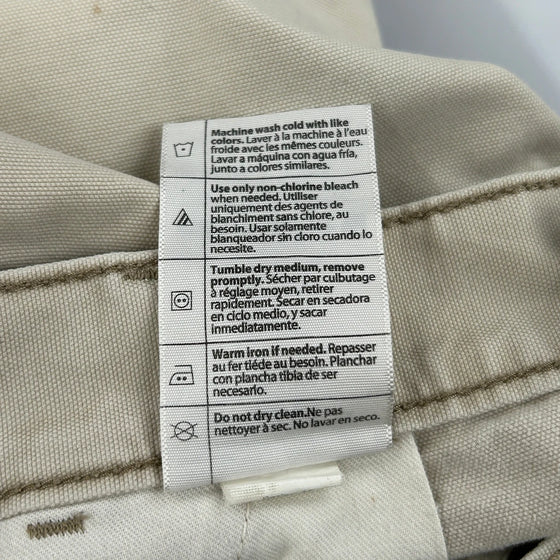 Machine wash cold with like
colors. Laver à la machine à l'eau
froide avec les mêmes couleurs.
Lavar a máquina con agua fría,
junto a colores similares.
Use only non-chlorine bleach
when needed. Utiliser
uniquement des agents de
blanchiment sans chlore, au
besoin. Usar solamente
blanqueador sin cloro cuando lo
necesite.
Tumble dry medium, remove
promptly. Sécher par culbutage
à réglage moyen, retirer
rapidement. Secar en secadora
en ciclo medio, y sacar
inmediatamente.
Warm iron if needed. Repasser
au fer tiéde au besoin. Planchar
con plancha tibia de ser
necesarlo.
Do not dry clean.Ne pas
nettoyer à sec. No lavar en seco.